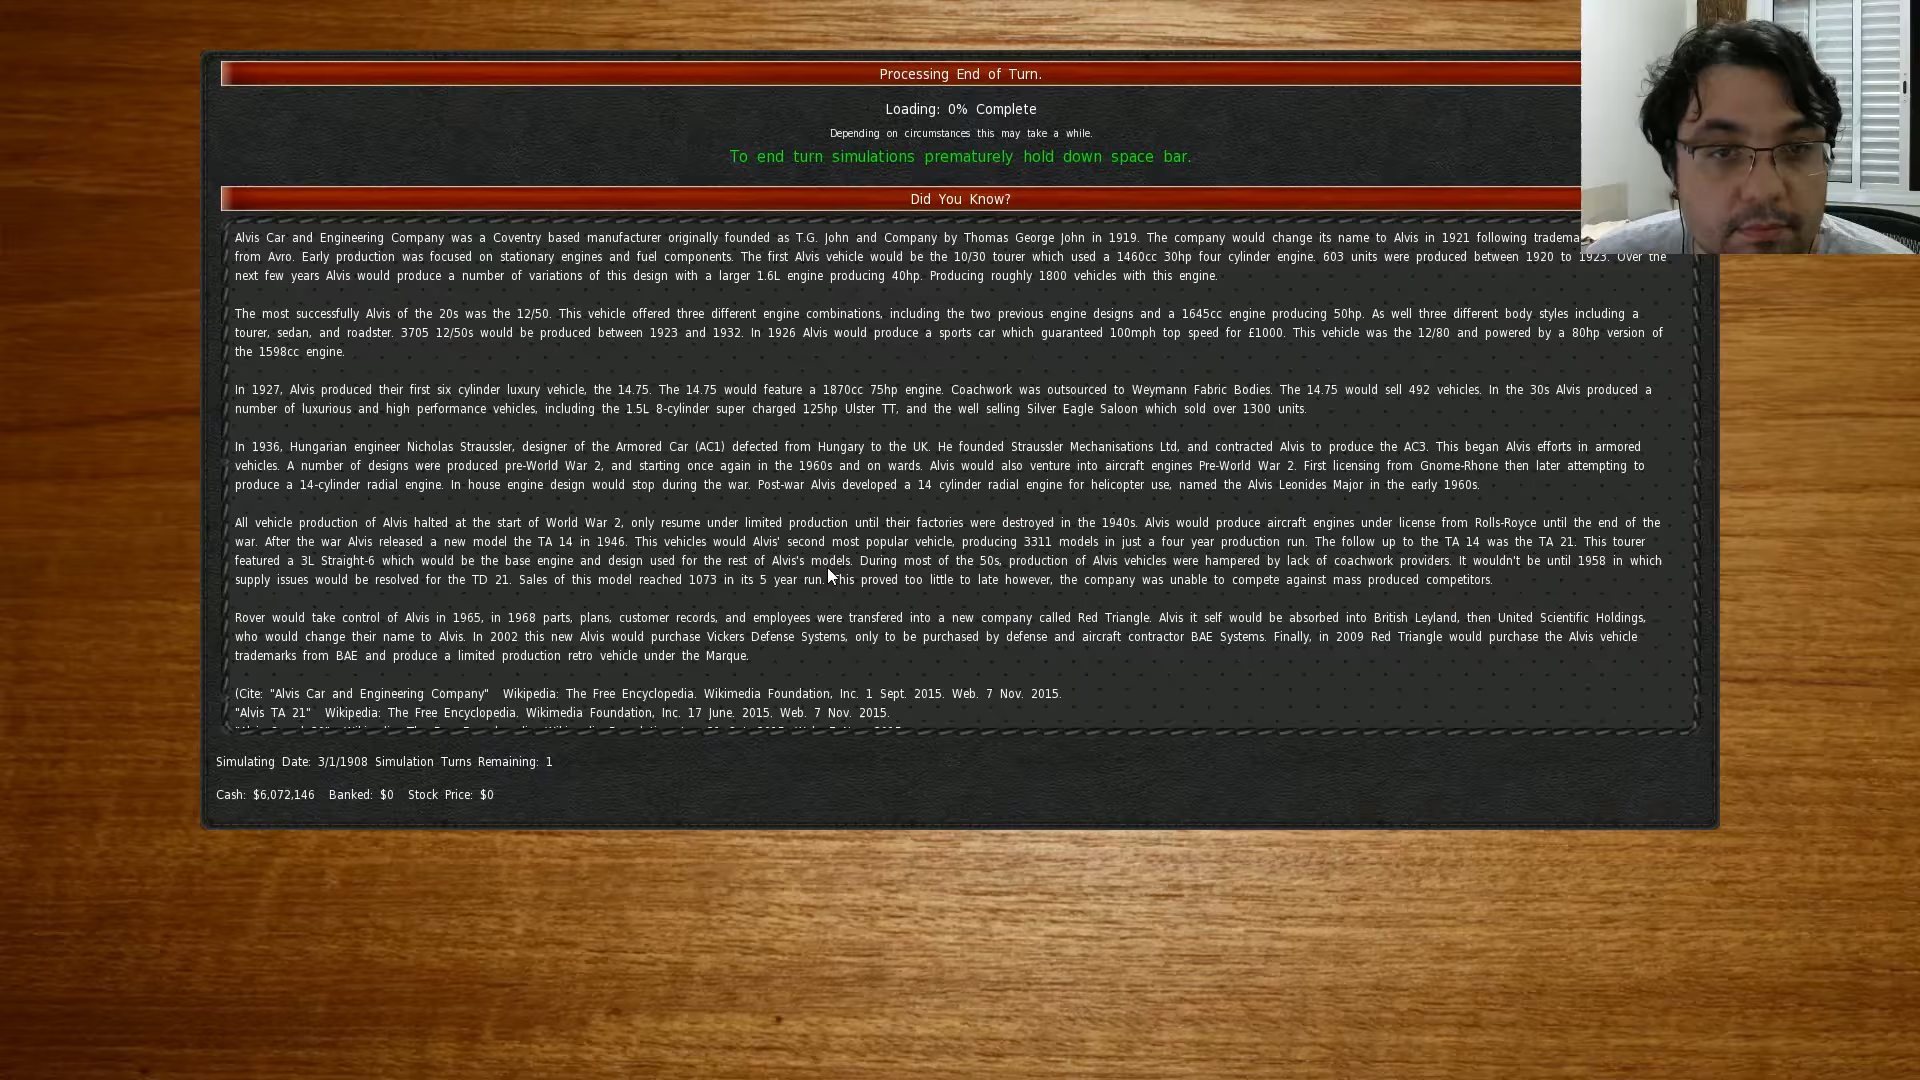 Processing End of Turn.
Loading: 0% Complete
Depending on circumstances this may take a while.
To end turn simulations prematurely hold down space bar.
Did You Know?
Alvis Car and Engineering Company was a Coventry based manufacturer originally founded as T.G. John and Company by Thomas George John in 1919. The company would change its name to Alvis in 1921 following
from Avro. Early production was focused on stationary engines and fuel components. The first Alvis vehicle would be the 10/30 tourer which used a 1460cc 30hp four cylinder engine. 603 units were produced between 1920 to 1923. Over the
next few years Alvis would produce a number of variations of this design with a larger 1.6L engine producing 40hp. Producing roughly 1800 vehicles with this engine.
The most successfully Alvis of the 20s was the 12/50. This vehicle offered three different engine combinations, including the two previous engine designs and a 1645cc engine producing 50hp. As well three different body styles including a
tourer, sedan, and roadster. 3705 12/50s would be produced between 1923 and 1932. In 1926 Alvis would produce a sports car which guaranteed 100mph top speed for £1000. This vehicle was the 12/80 and powered by a 80hp version of
the 1598cc engine.
In 1927, Alvis produced their first six cylinder luxury vehicle, the 14.75. The 14.75 would feature a 1870cc 75hp engine. Coachwork was outsourced to Weymann Fabric Bodies. The 14.75 would sell 492 vehicles. In the 30s Alvis produced a
number of luxurious and high performance vehicles, including the 1.5L 8-cylinder super charged 125hp Ulster TT, and the well selling Silver Eagle Saloon which sold over 1300 units.
In 1936, Hungarian engineer Nicholas Straussler, designer of the Armored Car (AC1) defected from Hungary to the UK. He founded Straussler Mechanisations Ltd, and contracted Alvis to produce the AC3. This began Alvis efforts in armored
vehicles. A number of designs were produced pre-World War 2, and starting once again in the 1960s and on wards. Alvis would also venture into aircraft engines Pre-World War 2. First licensing from Gnome-Rhone then later attempting to
produce a 14-cylinder radial engine. In house engine design would stop during the war. Post-war Alvis developed a 14 cylinder radial engine for helicopter use, named the Alvis Leonides Major in the early 1960s.
All vehicle production of Alvis halted at the start of World War 2, only resume under limited production until their factories were destroyed in the 1940s. Alvis would produce aircraft engines under license from Rolls-Royce until the end of the
war. After the war Alvis released a new model the TA 14 in 1946. This vehicles would Alvis' second most popular vehicle, producing 3311 models in just a four year production run. The follow up to the TA 14 was the TA 21. This tourer
featured a 3L Straight-6 which would be the base engine and design used for the rest of Alvis's models. During most of the 50s, production of Alvis vehicles were hampered by lack of coachwork providers. It wouldn't be until 1958 in which
supply issues would be resolved for the TD 21. Sales of this model reached 1073 in its 5 year run. This proved too little to late however, the company was unable to compete against mass produced competitors.
Rover would take control of Alvis in 1965, in 1968 parts, plans, customer records, and employees were transfered into a new company called Red Triangle. Alvis it self would be absorbed into British Leyland, then United Scientific Holdings,
who would change their name to Alvis. In 2002 this new Alvis would purchase Vickers Defense Systems, only to be purchased by defense and aircraft contractor BAE Systems. Finally, in 2009 Red Triangle would purchase the Alvis vehicle
trademarks from BAE and produce a limited production retro vehicle under the Marque.
(Cite: "Alvis Car and Engineering Company" Wikipedia: The Free Encyclopedia. Wikimedia Foundation, Inc. 1 Sept. 2015. Web. 7 Nov. 2015.
"Alvis TA 21" Wikipedia: The Free Encyclopedia. Wikimedia Foundation, Inc. 17 June. 2015. Web. 7 Nov. 2015.
Simulating Date: 3/1/1908 Simulation Turns Remaining: 1
Cash: $6,072,146 Banked: $0 Stock Price: $0